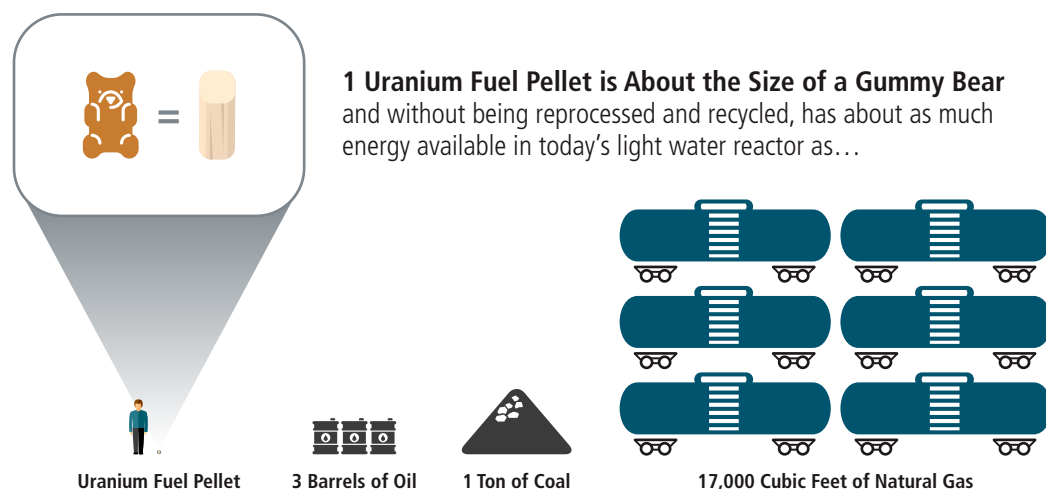 1 Uranium Fuel Pellet is About the Size of a Gummy Bear
and without being reprocessed and recycled, has about as much
energy available in today’s light water reactor as…
Uranium Fuel Pellet
3 Barrels of Oil
1 Ton of Coal
17,000 Cubic Feet of Natural Gas